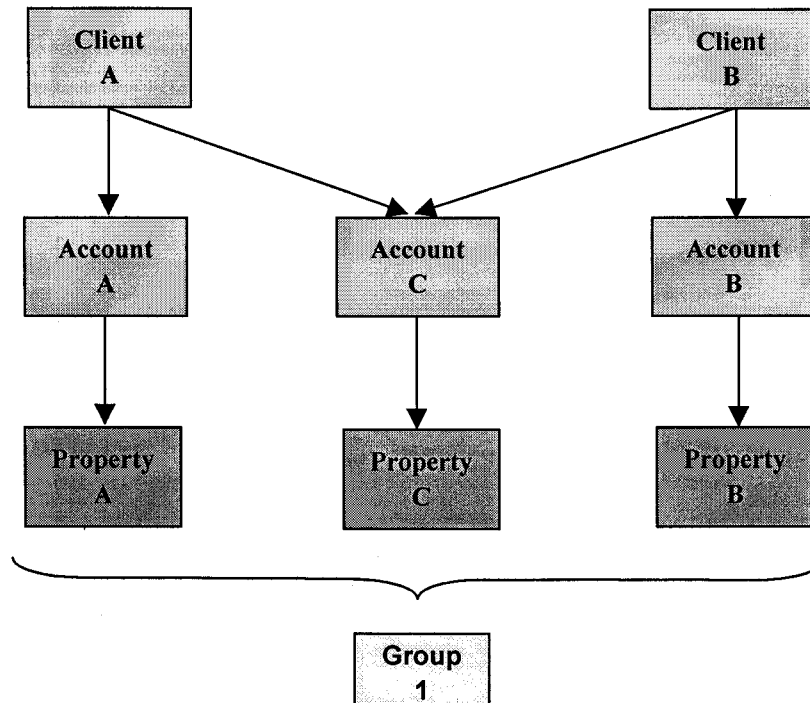 Client
A
Client
B
Account
A
Account
C
Account
B
Property
A
Property
C
Property
B
Group
1